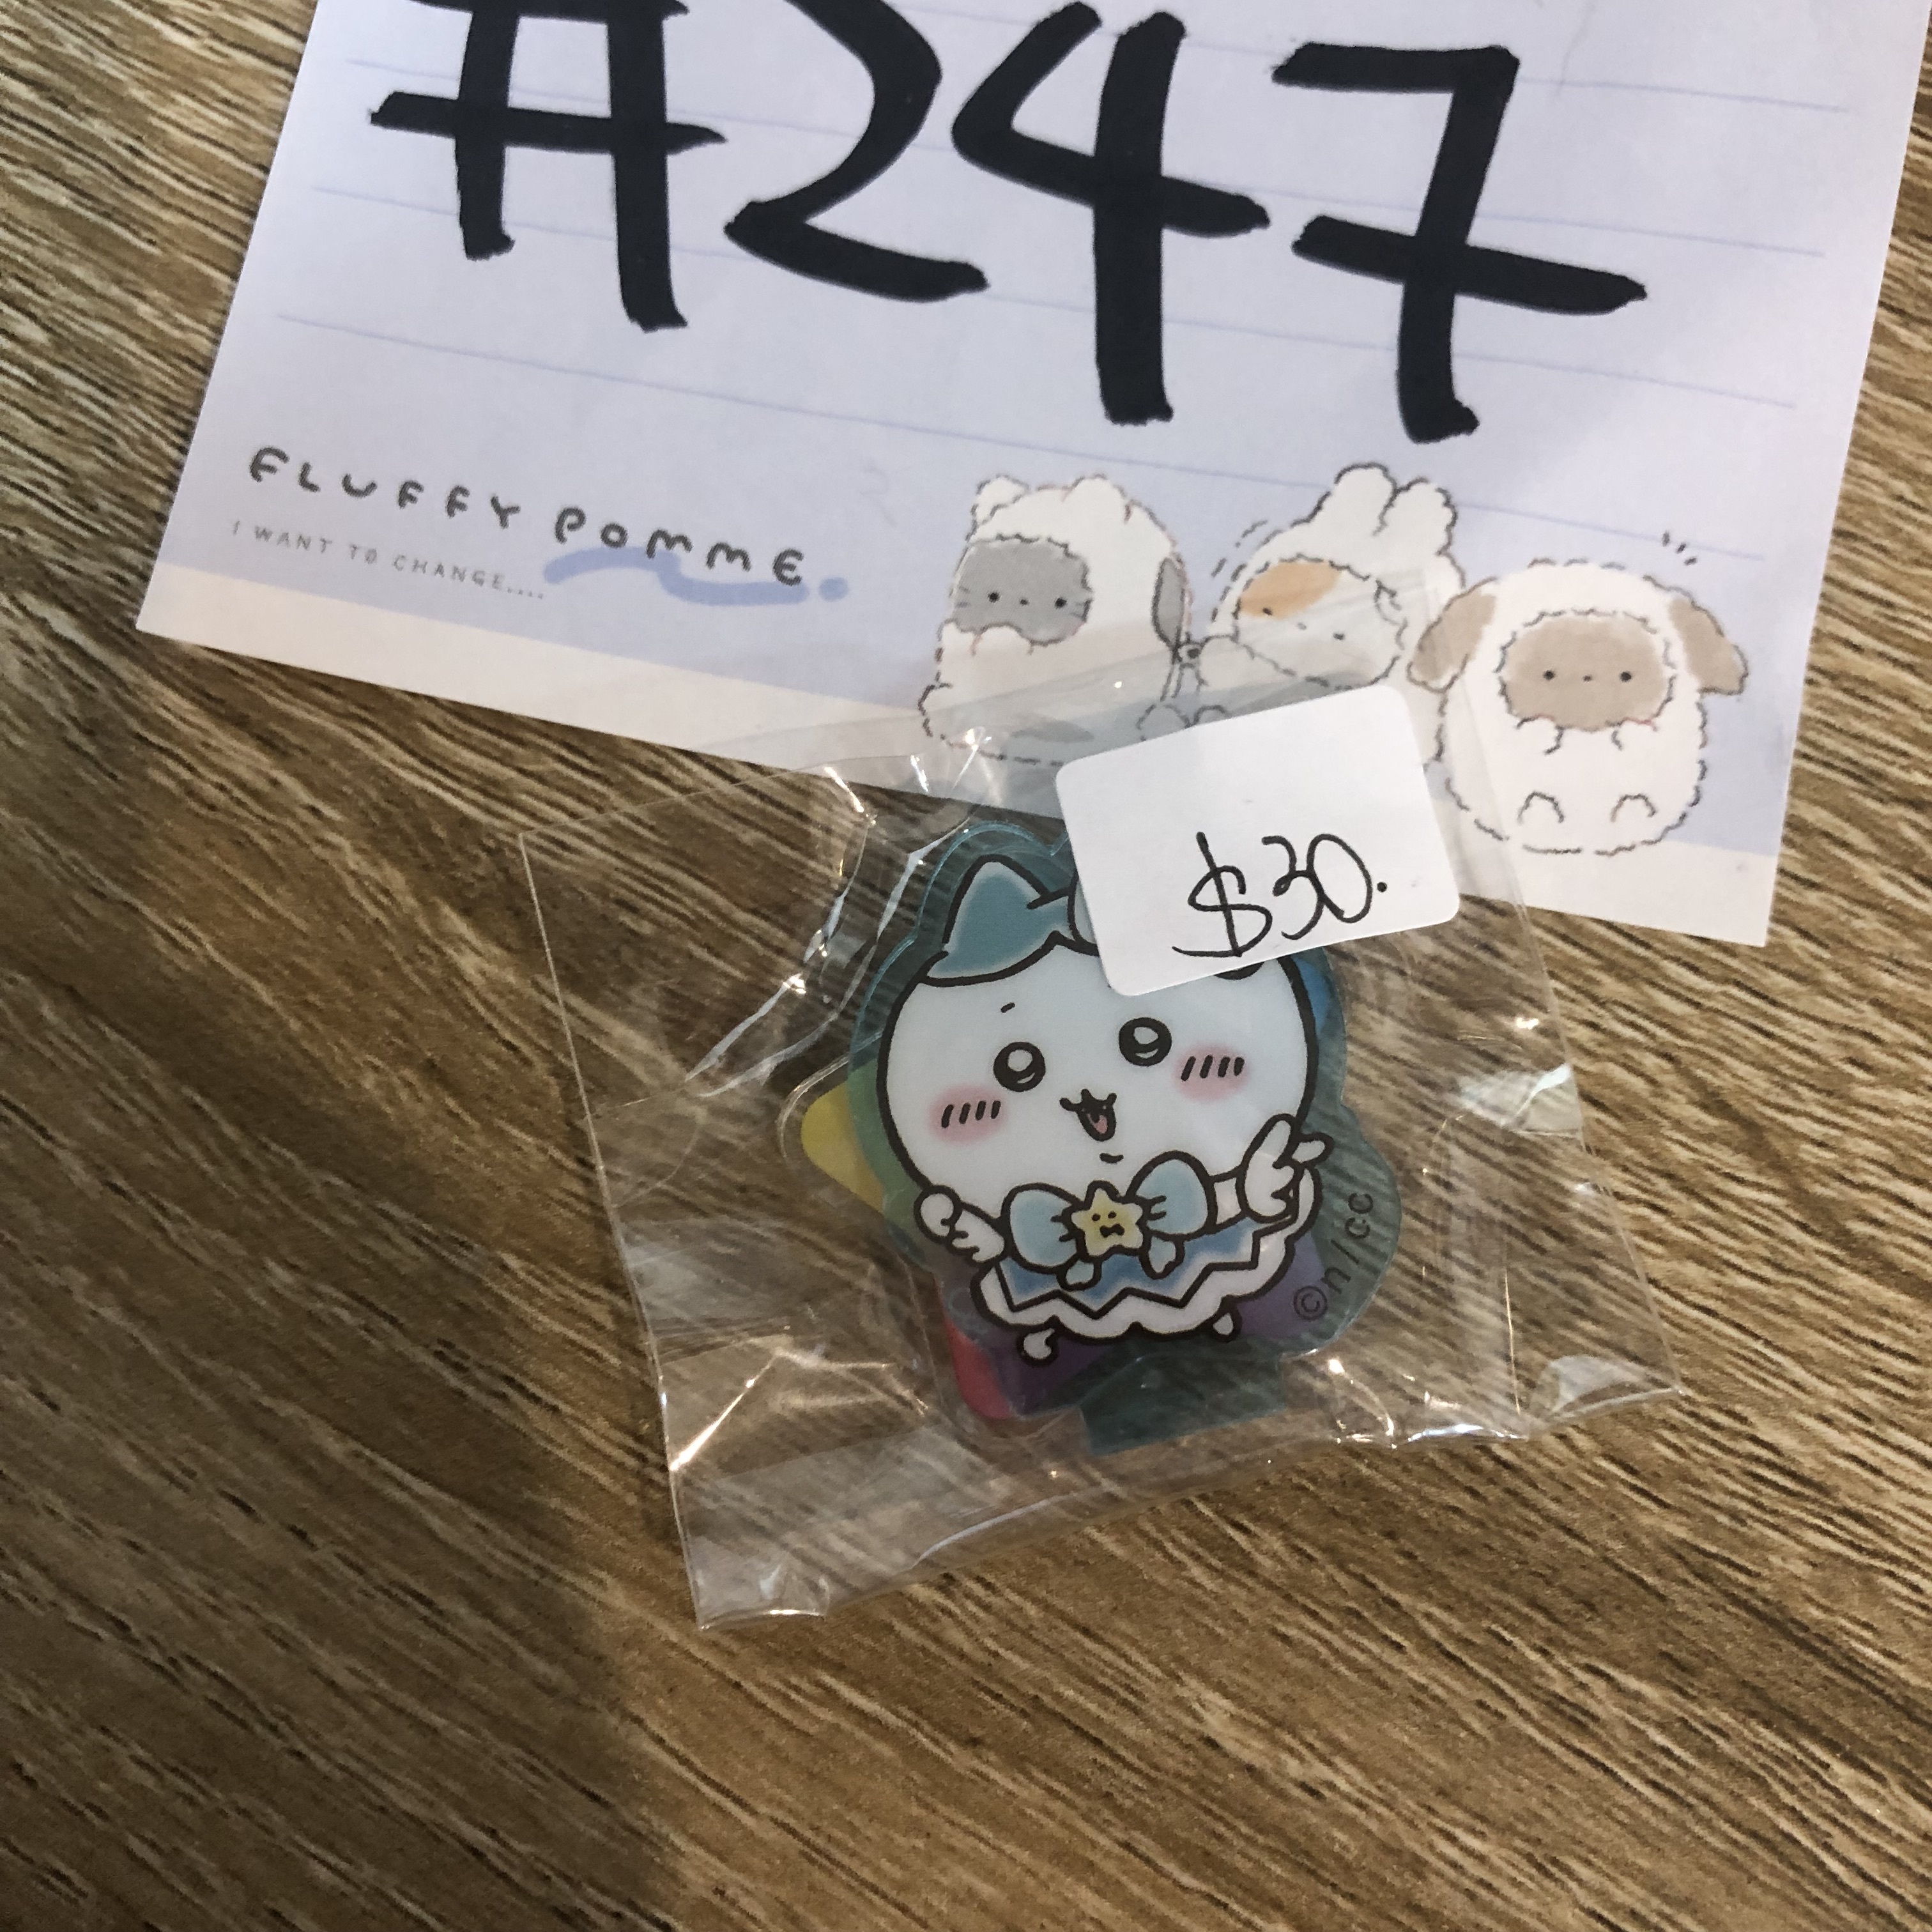 #247
FLUFFY POMME.
I WANT TO CHANGE....
$30.
©n/cc